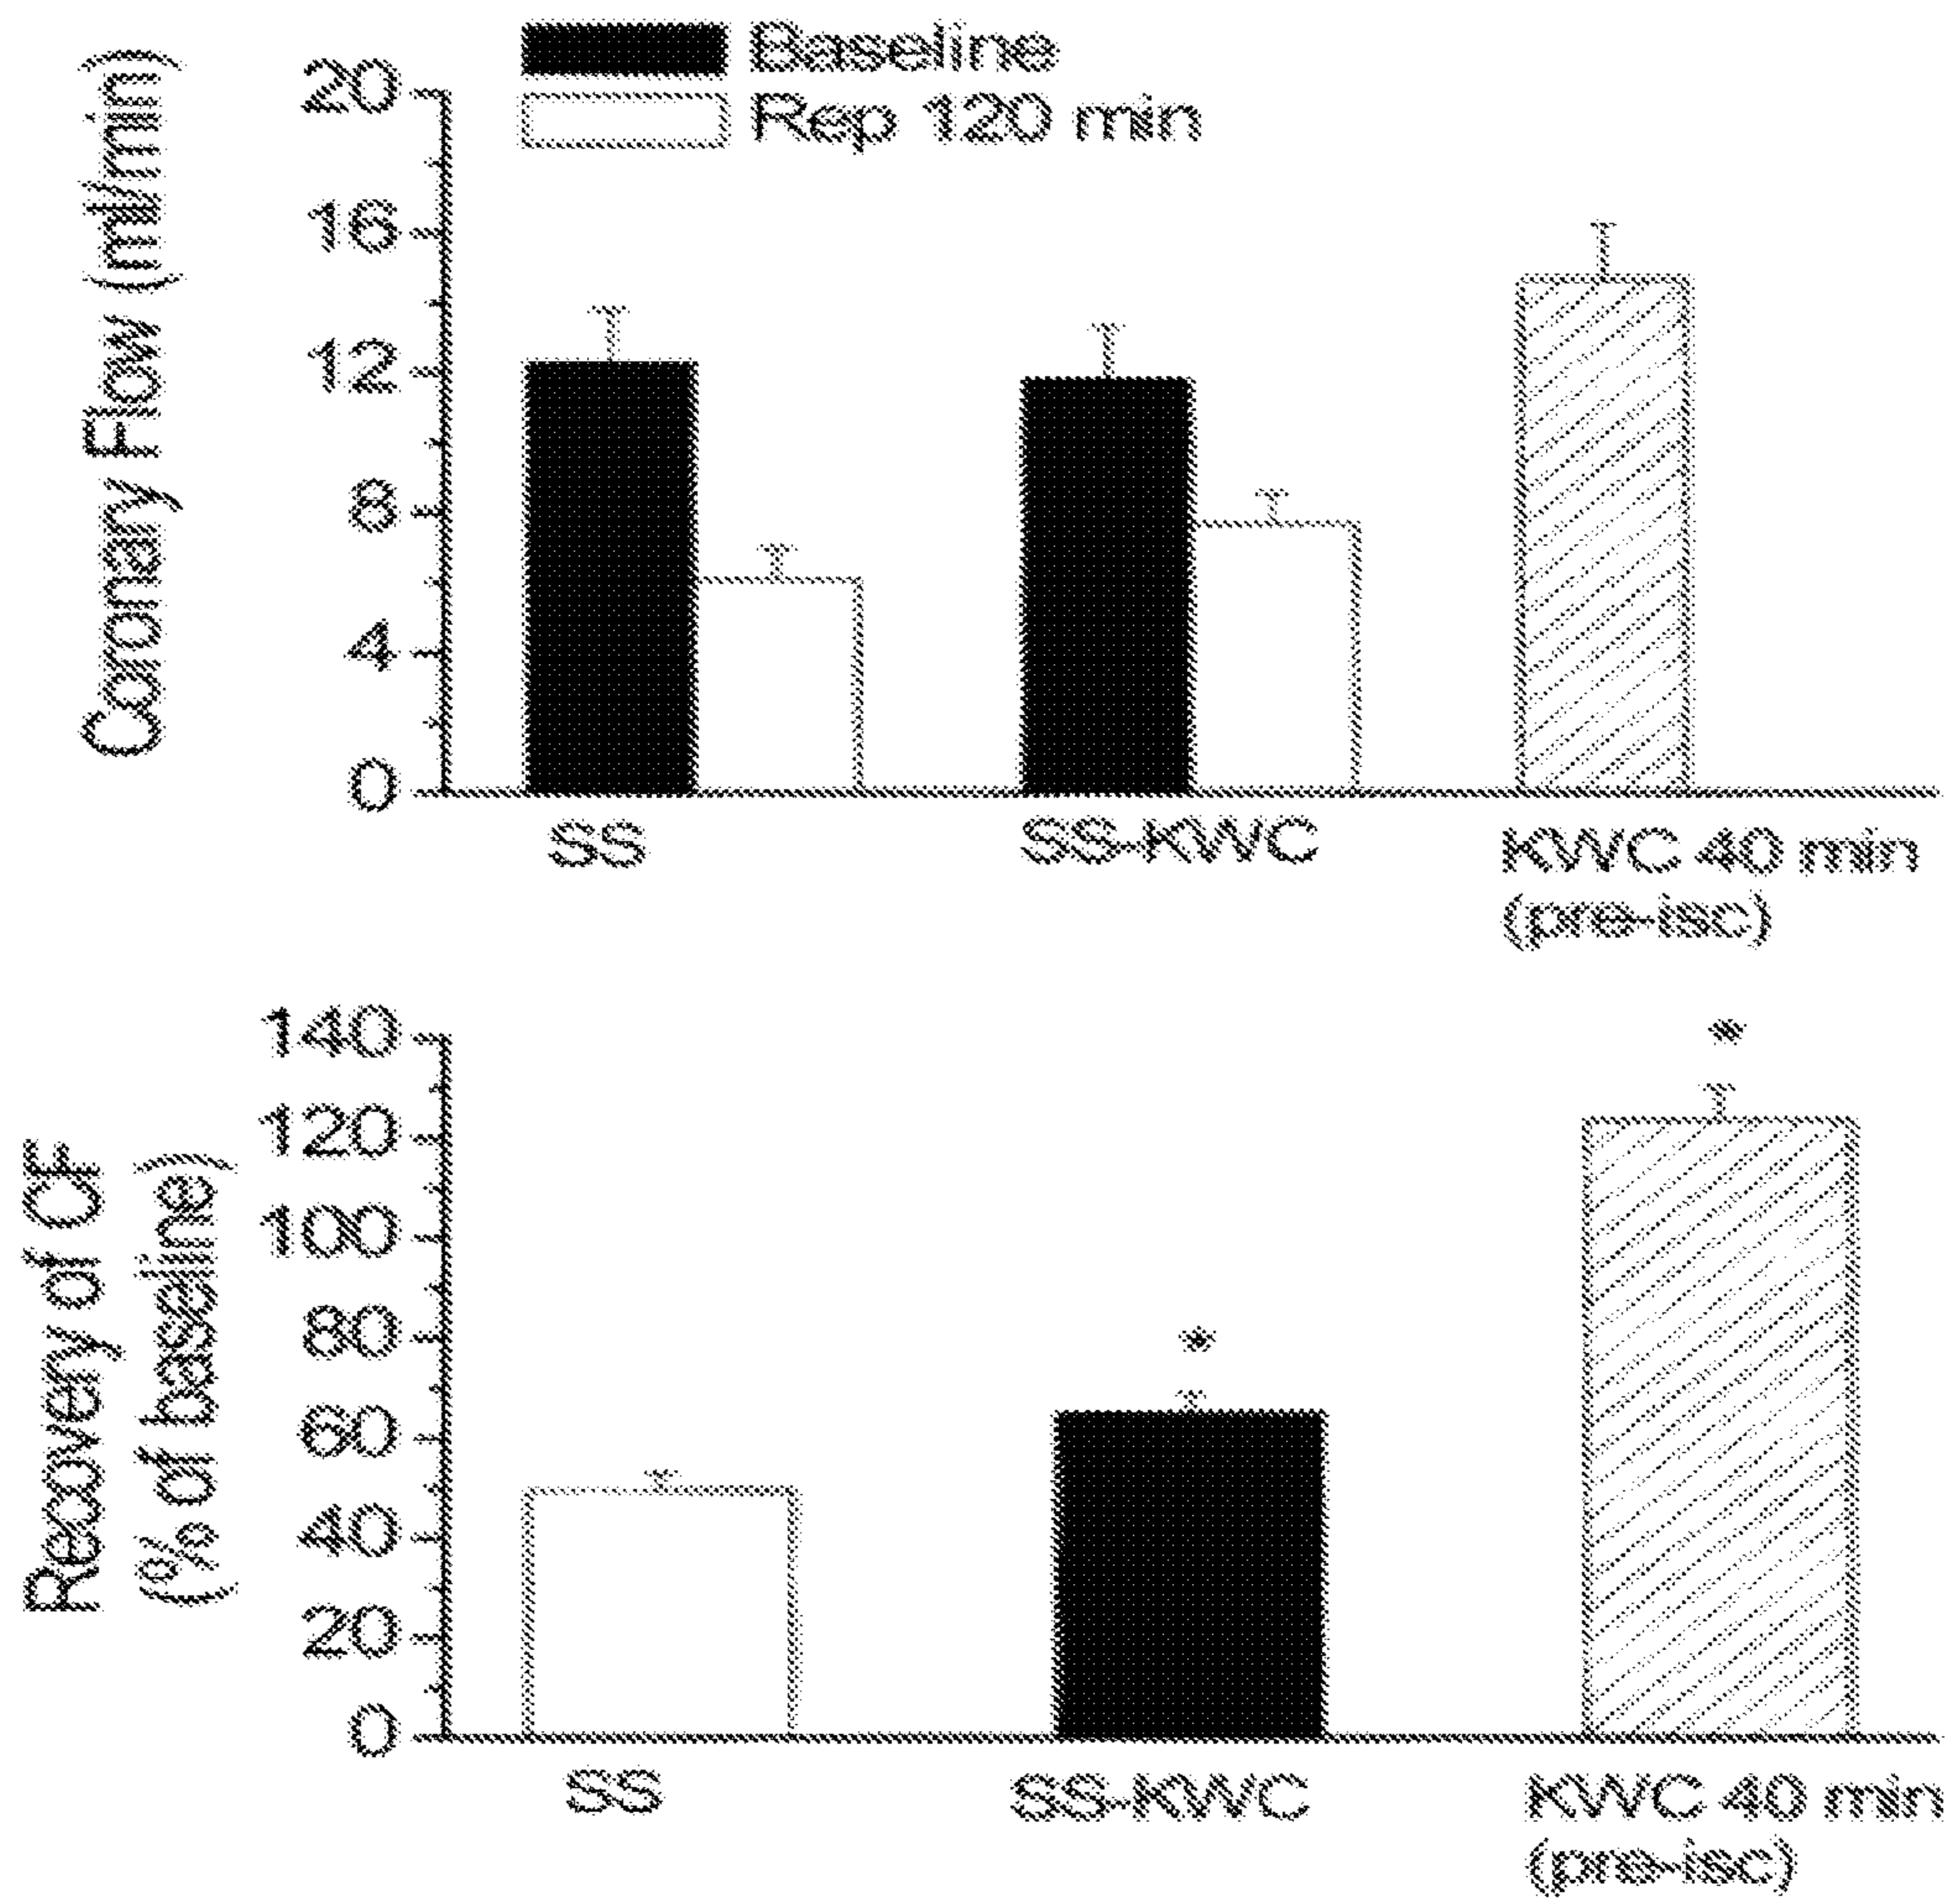 Baseline
Rep 120 min
Coronary Flow (ml/min)
20
16
12
8
4
0
SS
SS-KWC
KWC 40 min
(pre-isc)
Recovery of CF
(% of baseline)
140
120
100
80
60
40
20
0
*
*
SS
SS-KWC
KWC 40 min
(pre-isc)